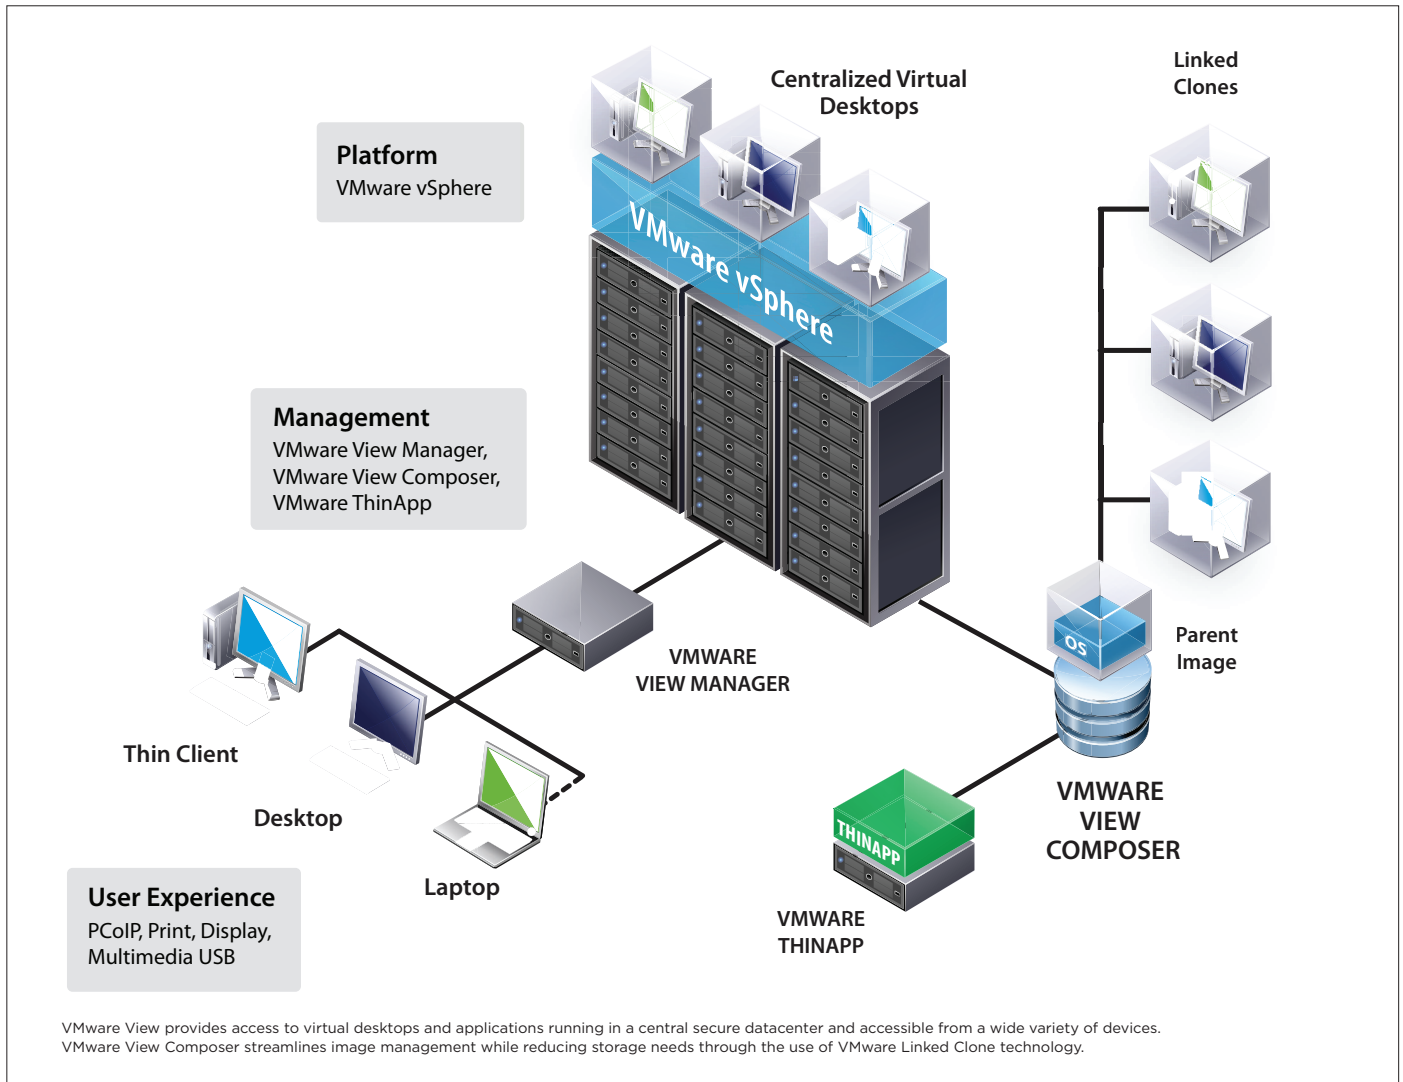 Centralized Virtual
Desktops
Linked
Clones
Platform
VMware vSphere
VMware vSphere
Management
VMware View Manager,
VMware View Composer,
VMware ThinApp
OS
Parent
Image
VMWARE
VIEW MANAGER
Thin Client
Desktop
Laptop
THINAPP
VMWARE
THINAPP
VMWARE
VIEW
COMPOSER
User Experience
PCoIP, Print, Display,
Multimedia USB
VMware View provides access to virtual desktops and applications running in a central secure datacenter and accessible from a wide variety of devices.
VMware View Composer streamlines image management while reducing storage needs through the use of VMware Linked Clone technology.